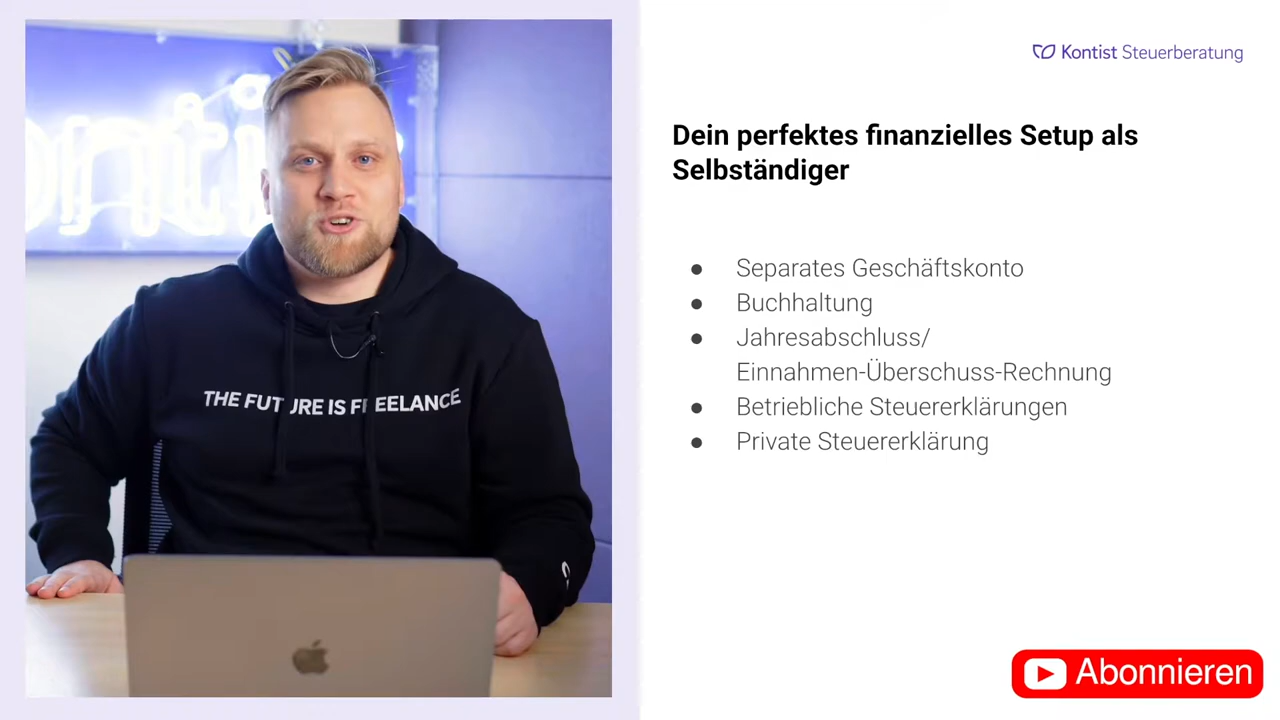 Kontist Steuerberatung
Dein perfektes finanzielles Setup als
Selbständiger
● Separates Geschäftskonto
● Buchhaltung
● Jahresabschluss/
Einnahmen-Überschuss-Rechnung
● Betriebliche Steuererklärungen
● Private Steuererklärung
THE FUTURE IS FREELANCE
Abonnieren